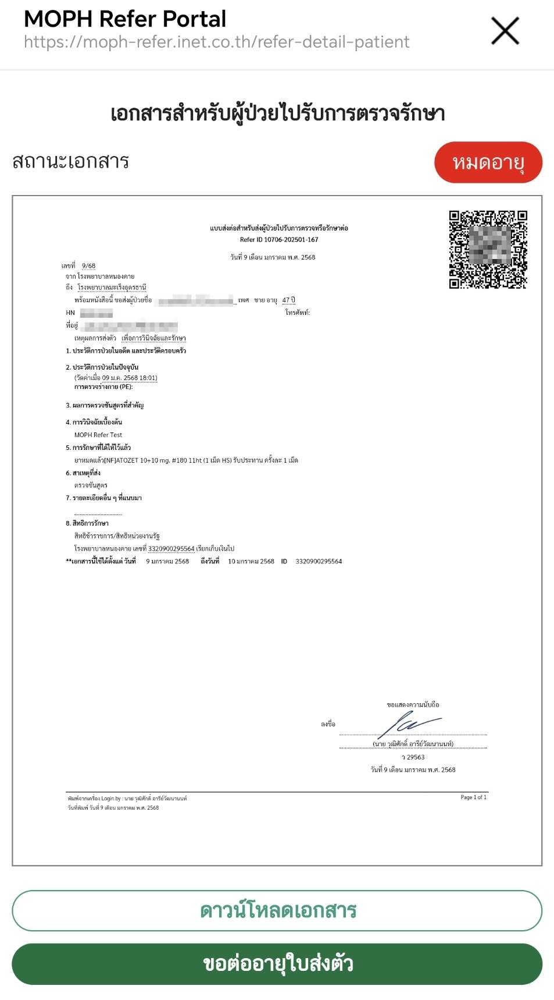 MOPH Refer Portal
https://moph-refer.inet.co.th/refer-detail-patient
เอกสารสำหรับผู้ป่วยไปรับการตรวจรักษา
สถานะเอกสาร
หมดอายุ
แบบส่งต่อสำหรับส่งผู้ป่วยไปรับการตรวจหรือรักษาต่อ
Refer ID 10706-202501-167
วันที่ 9 เดือน มกราคม พ.ศ. 2568
เลขที่ 9/68
จาก โรงพยาบาลหนองคาย
ถึง โรงพยาบาลมะเร็งอุดรธานี
พร้อมหนังสือนี้ ขอส่งผู้ป่วยชื่อ เพศ ชาย อายุ 47 ปี
HN โทรศัพท์:
ที่อยู่
เหตุผลการส่งตัว เพื่อการวินิจฉัยและรักษา
1. ประวัติการป่วยในอดีต และประวัติครอบครัว
2. ประวัติการป่วยในปัจจุบัน
(วัดค่าเมื่อ 09 ม.ค. 2568 18:01)
การตรวจร่างกาย (PE):
3. ผลการตรวจชันสูตรที่สำคัญ
4. การวินิจฉัยเบื้องต้น
MOPH Refer Test
5. การรักษาที่ได้ให้ไว้แล้ว
ยาหมดแล้ว[NF]ATOZET 10+10 mg. #180 11ht (1 เม็ด HS) รับประทาน ครั้งละ 1 เม็ด
6. สาเหตุที่ส่ง
ตรวจชันสูตร
7. รายละเอียดอื่น ๆ ที่แนบมา
8. สิทธิการรักษา
สิทธิข้าราชการ/สิทธิหน่วยงานรัฐ
โรงพยาบาลหนองคาย เลขที่ 3320900295564 เรียกเก็บเงินไป
**เอกสารนี้ใช้ได้ตั้งแต่ วันที่ 9 มกราคม 2568 ถึงวันที่ 10 มกราคม 2568 ID 3320900295564
ขอแสดงความนับถือ
ลงชื่อ
(นาย วุฒิศักดิ์ อารีย์วัฒนานนท์)
ว 29563
วันที่ 9 เดือน มกราคม พ.ศ. 2568
พิมพ์จากเครื่อง Login by : นาย วุฒิศักดิ์ อารีย์วัฒนานนท์
Page 1 of 1
วันที่พิมพ์ วันที่ 9 เดือน มกราคม พ.ศ. 2568
ดาวน์โหลดเอกสาร
ขอต่ออายุใบส่งตัว